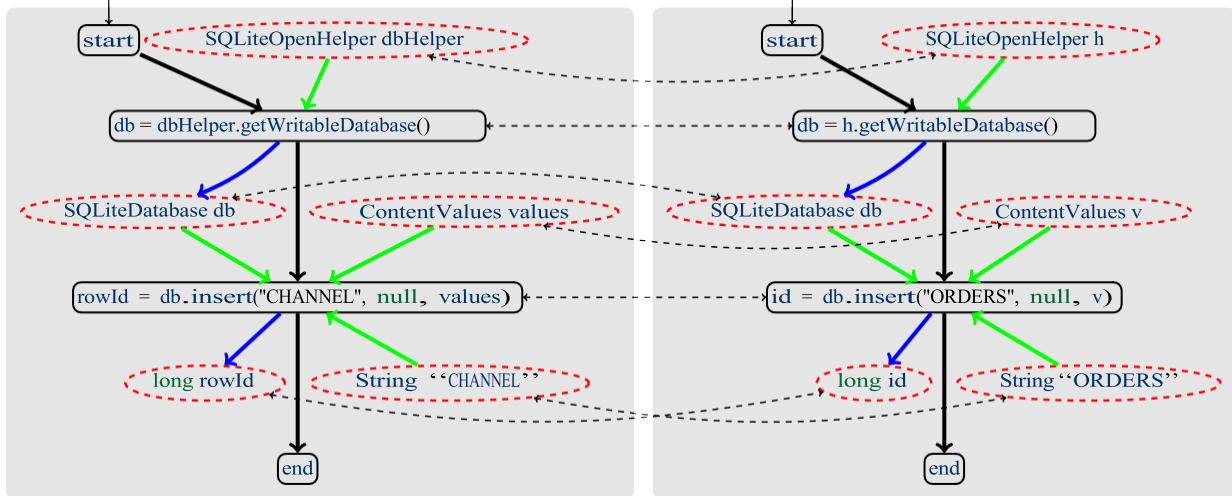 start
SQLiteOpenHelper dbHelper
db = dbHelper.getWritableDatabase()
SQLiteDatabase db
ContentValues values
rowId = db.insert("CHANNEL", null, values)
long rowId
String ‘‘CHANNEL’’
end
start
SQLiteOpenHelper h
db = h.getWritableDatabase()
SQLiteDatabase db
ContentValues v
id = db.insert("ORDERS", null, v)
long id
String ‘‘ORDERS’’
end